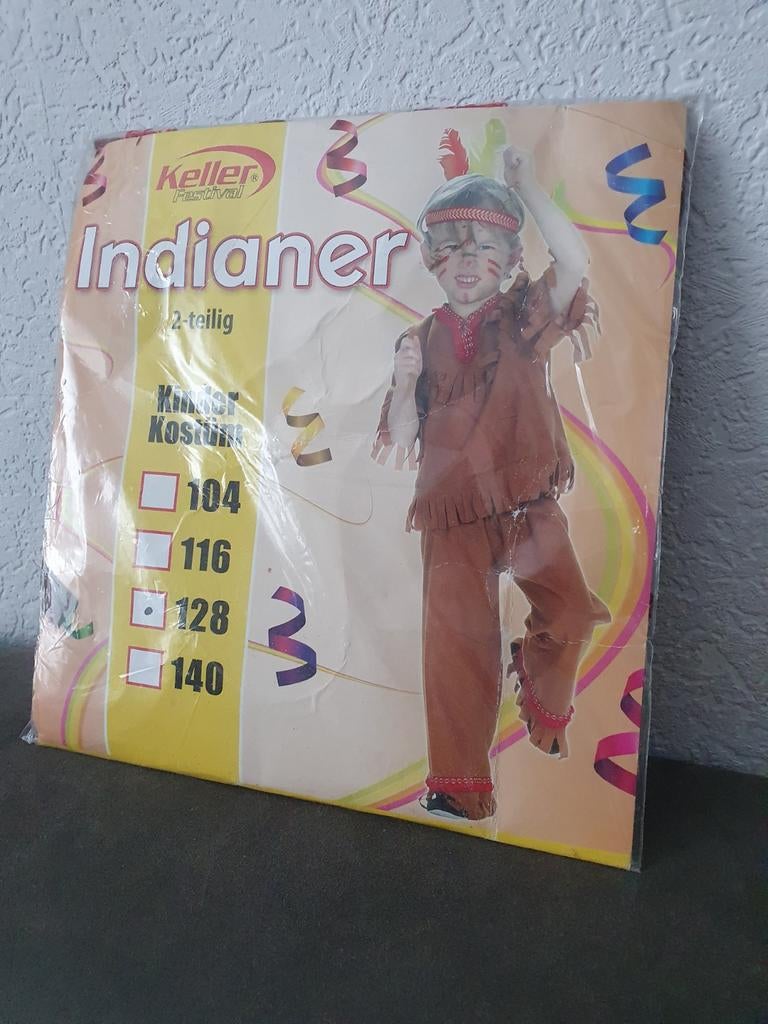 Keller®
Festival
Indianer
2-teilig
Kinder
Kostüm
104
116
128
140